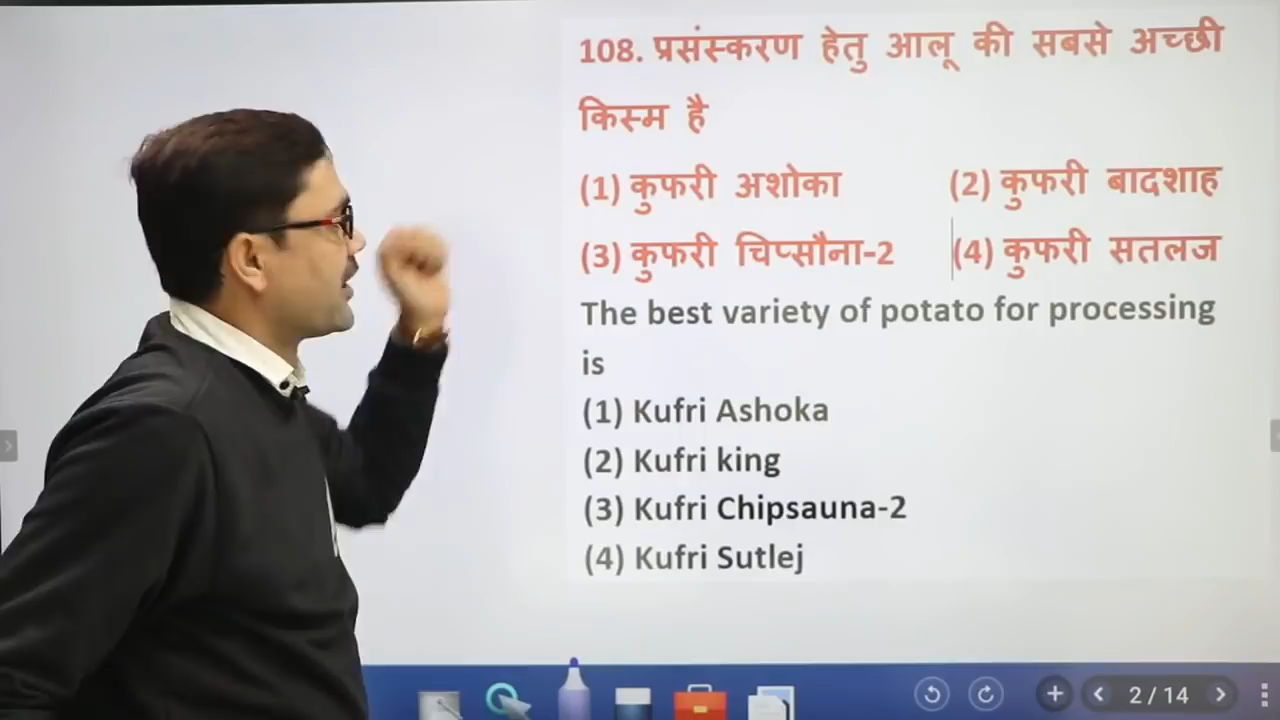 108. प्रसंस्करण हेतु आलू की सबसे अच्छी
किस्म है
(1) कुफरी अशोका (2) कुफरी बादशाह
(3) कुफरी चिप्सौना-2 (4) कुफरी सतलज
The best variety of potato for processing
is
(1) Kufri Ashoka
(2) Kufri king
(3) Kufri Chipsauna-2
(4) Kufri Sutlej
2 / 14